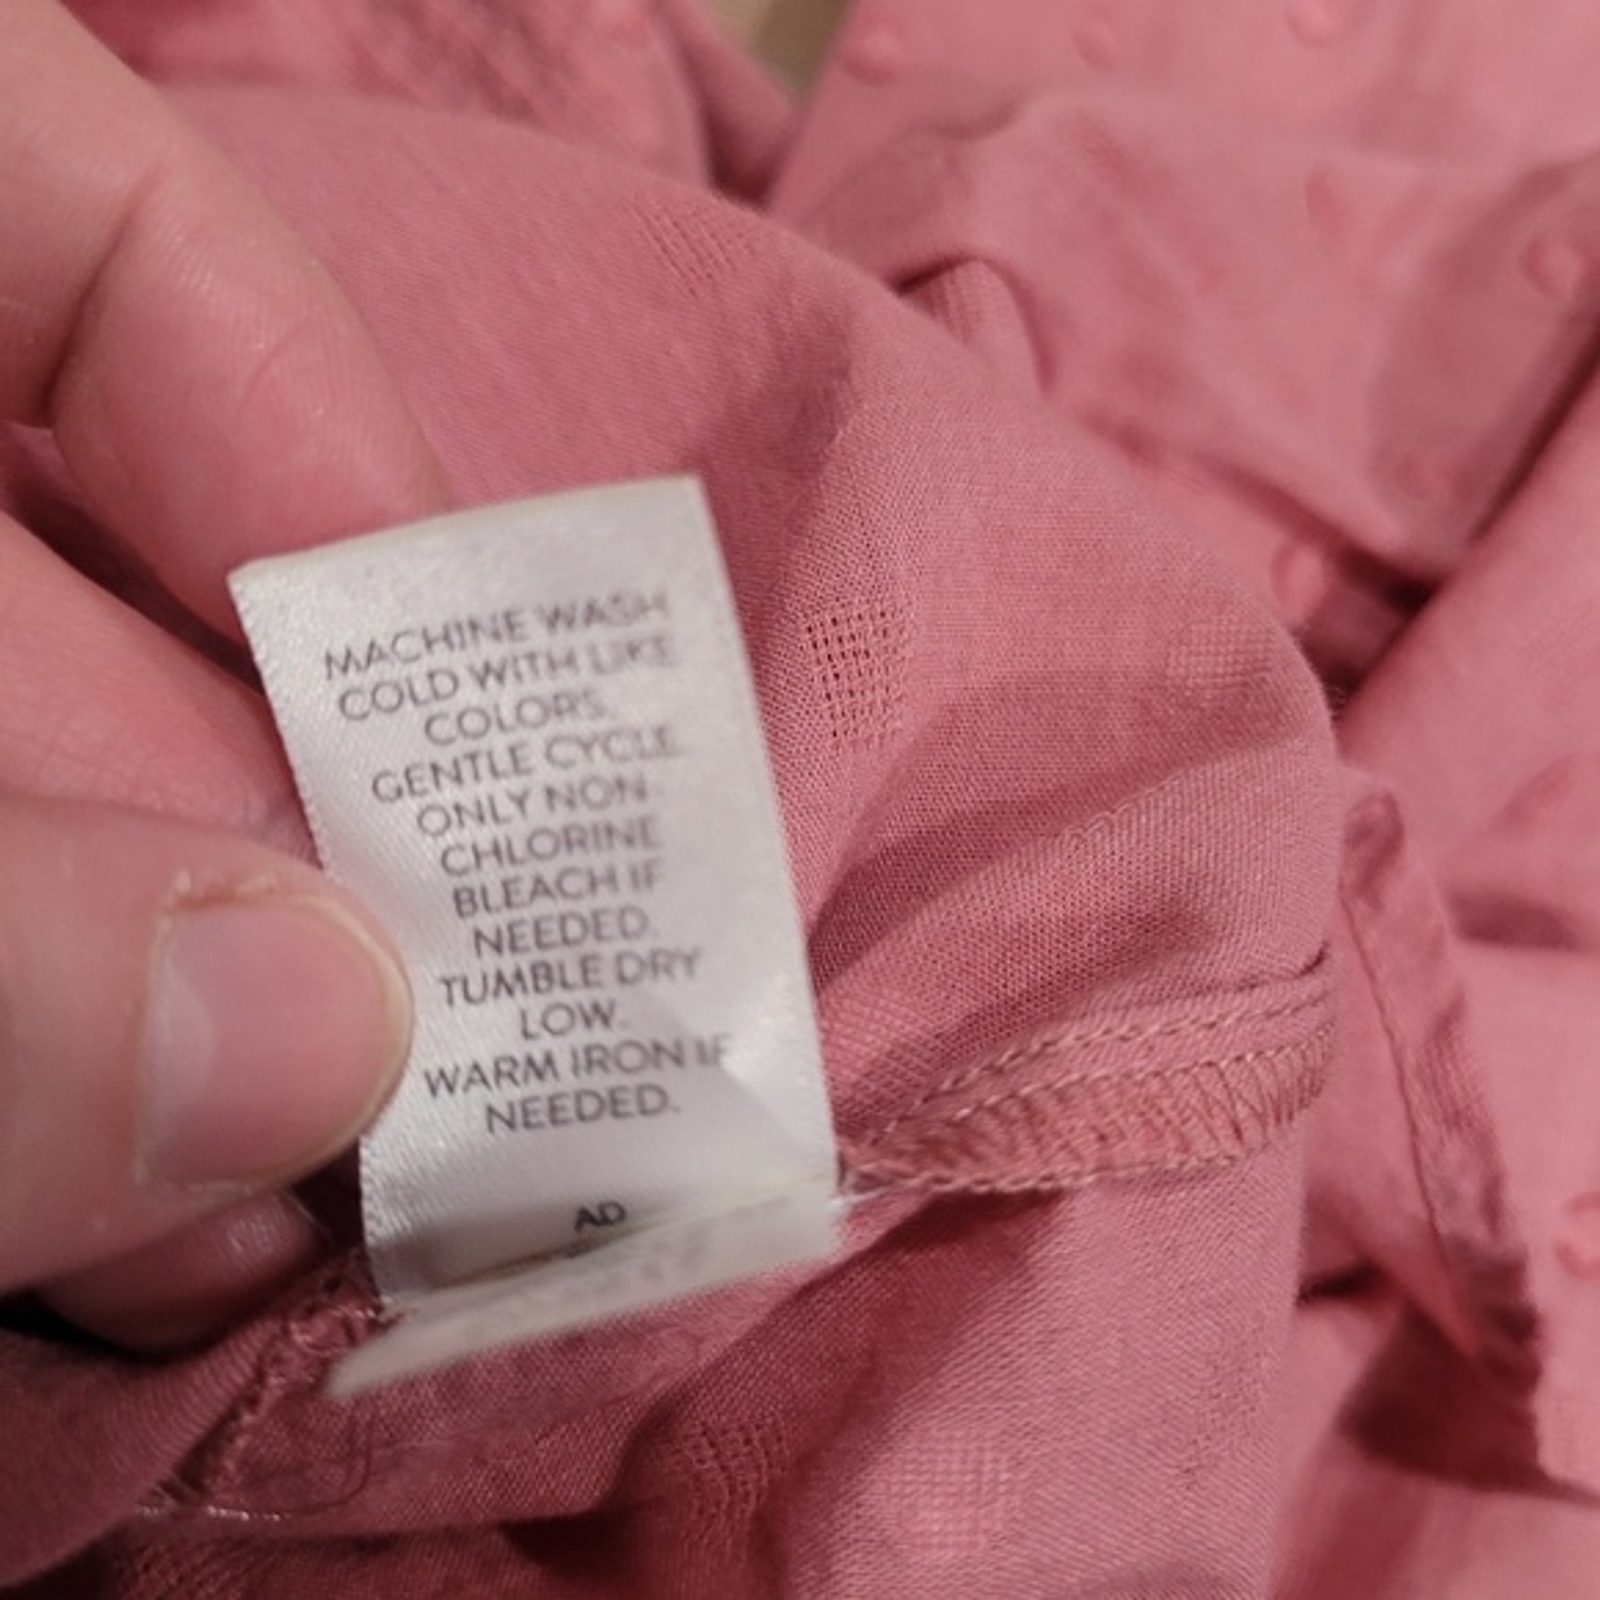 MACHINE WASH
COLD WITH LIKE
COLORS.
GENTLE CYCLE
ONLY NON-
CHLORINE
BLEACH IF
NEEDED.
TUMBLE DRY
LOW.
WARM IRON IF
NEEDED.
AD